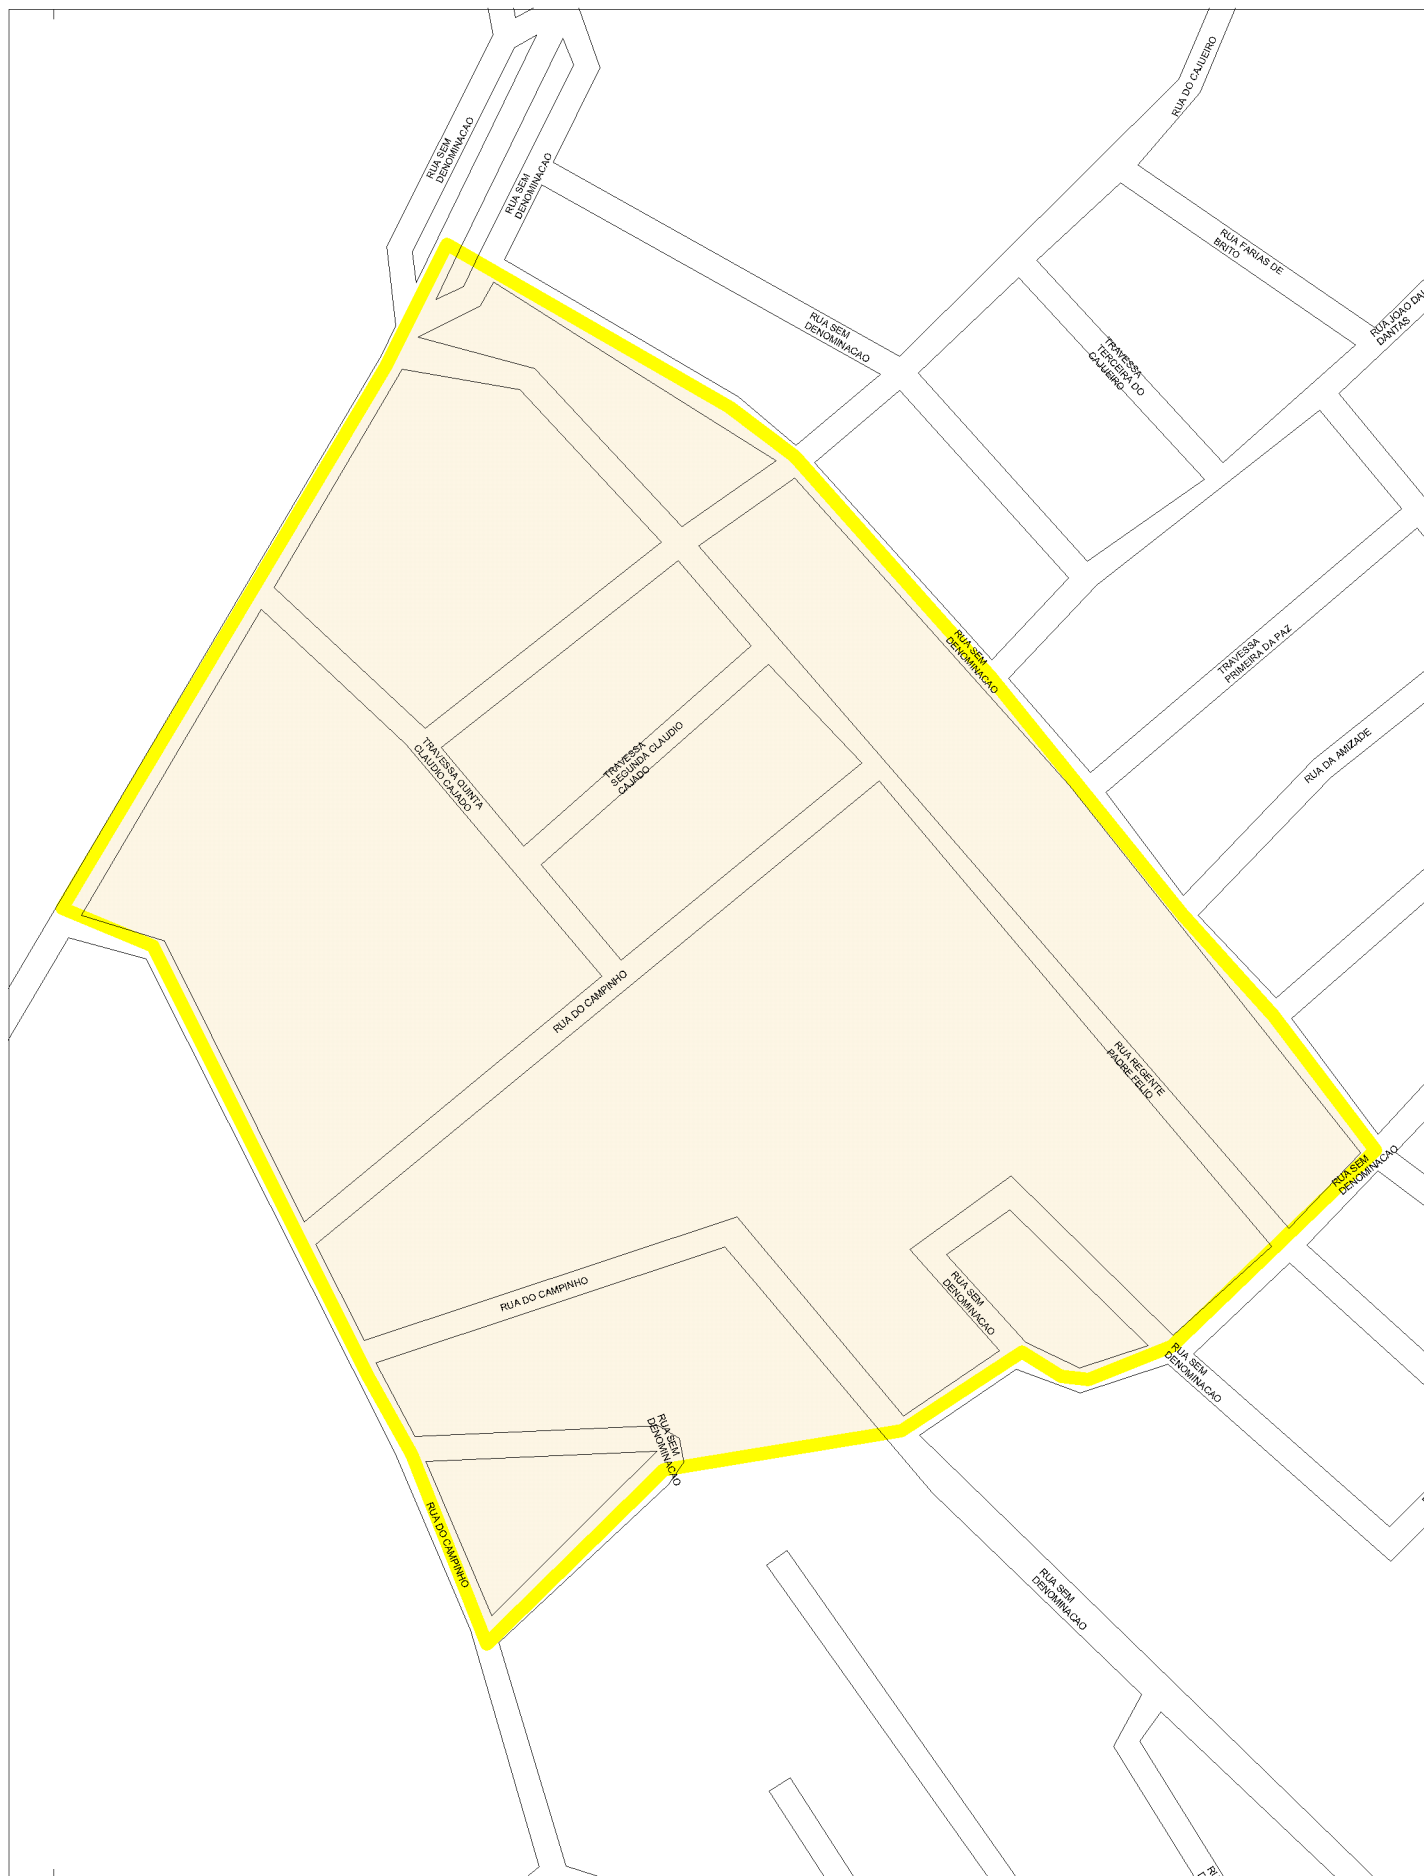 RUA DO CAJUEIRO
RUA SEM
DENOMINACAO
RUA SEM
DENOMINACAO
RUA FARIAS DE
BRITO
RUA SEM
DENOMINACAO
RUA JOAO
DANTAS
TRAVESSA
TERCEIRA DO
CAJUEIRO
RUA SEM
DENOMINACAO
TRAVESSA
PRIMEIRA DA PAZ
RUA DA AMIZADE
TRAVESSA QUINTA
CLAUDIO CAJADO
TRAVESSA
SEGUNDA CLAUDIO
CAJADO
RUA DO CAMPINHO
RUA REGENTE
PADRE FELIO
RUA SEM
DENOMINACAO
RUA DO CAMPINHO
RUA SEM
DENOMINACAO
RUA SEM
DENOMINACAO
RUA SEM
DENOMINACAO
RUA DO CAMPINHO
RUA SEM
DENOMINACAO